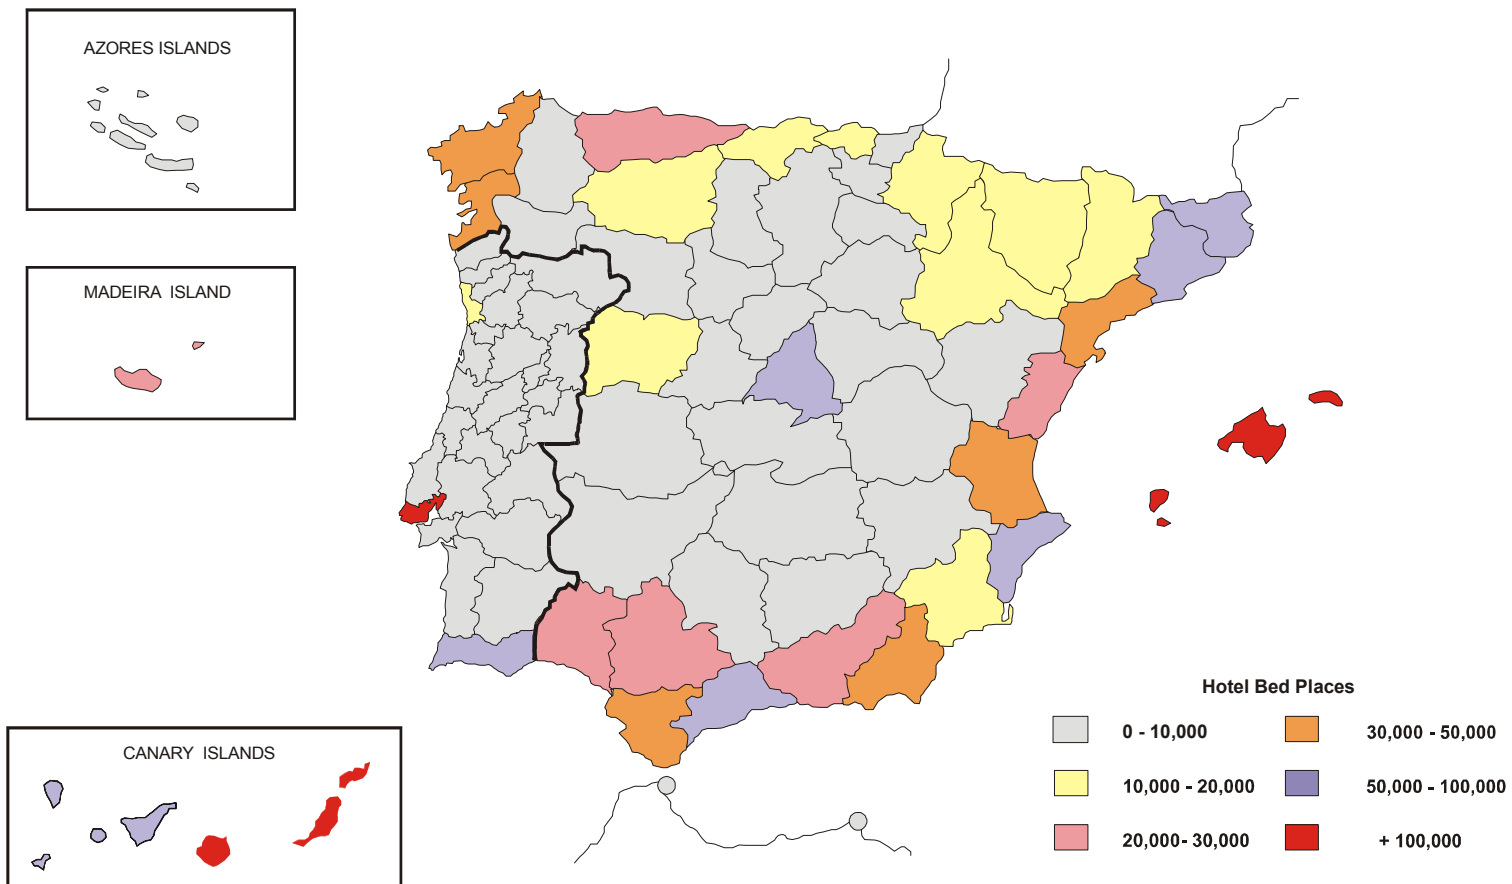 AZORES ISLANDS
MADEIRA ISLAND
CANARY ISLANDS
Hotel Bed Places
0 - 10,000
10,000 - 20,000
20,000- 30,000
30,000 - 50,000
50,000 - 100,000
+ 100,000